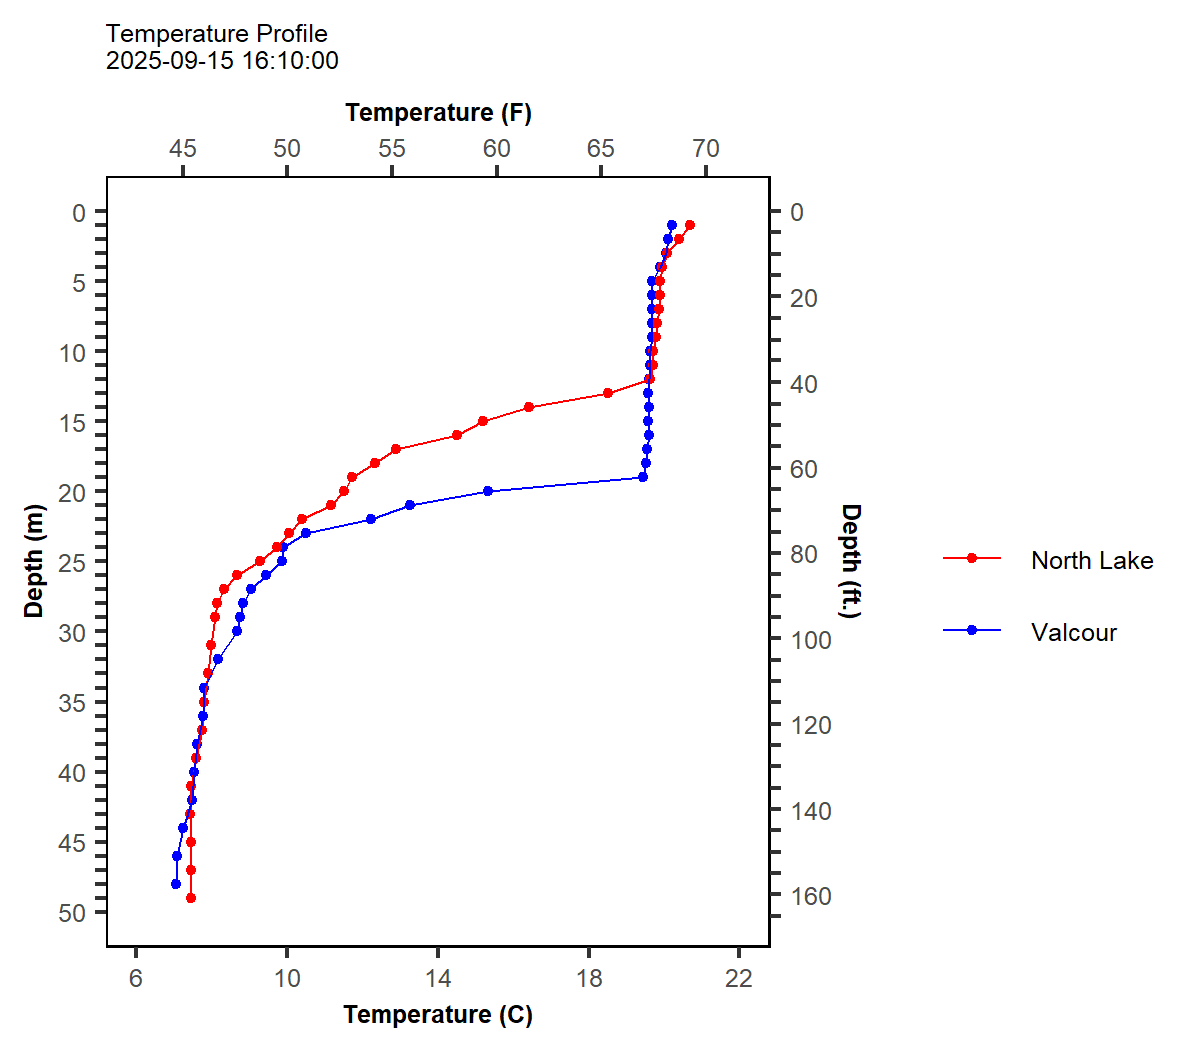 Temperature Profile
2025-09-15 16:10:00
Temperature (F)
45 50 55 60 65 70
0
5
10
15
20
25
30
35
40
45
50
Depth (m)
0
20
40
60
80
100
120
140
160
Depth (ft.)
North Lake
Valcour
6 10 14 18 22
Temperature (C)